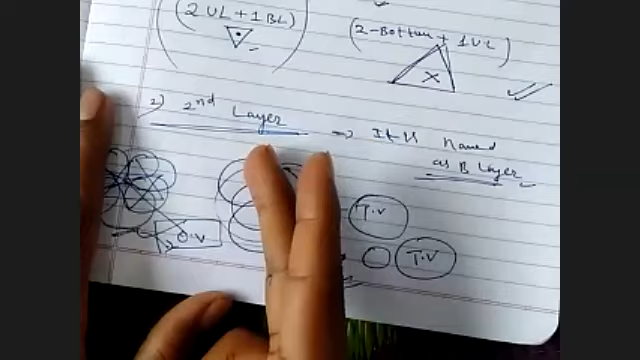 (2 UL + 1 BL)
(2-Bottom + 1 UL)
X
2) 2nd Layer → It is Named
as B Layer
T.V
O.V
T.V